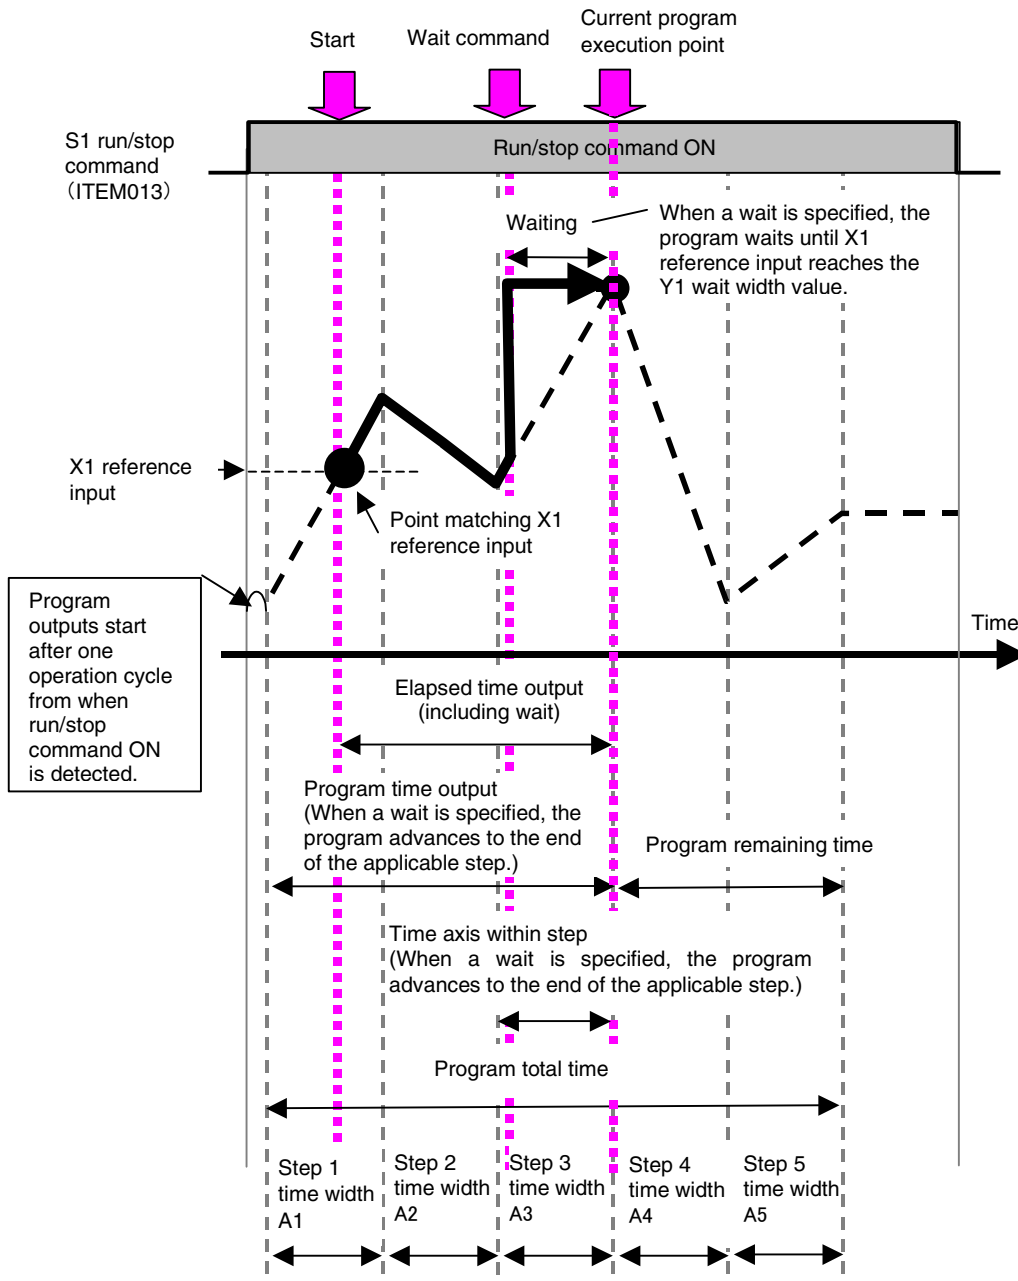 Start
Wait command
Current program
execution point
S1 run/stop
command
（ITEM013）
Run/stop command ON
Waiting
When a wait is specified, the
program waits until X1
reference input reaches the
Y1 wait width value.
X1 reference
input
Point matching X1
reference input
Program
outputs start
after one
operation cycle
from when
run/stop
command ON
is detected.
Time
Elapsed time output
(including wait)
Program time output
(When a wait is specified, the
program advances to the end
of the applicable step.)
Program remaining time
Time axis within step
(When a wait is specified, the program
advances to the end of the applicable step.)
Program total time
Step 1
time width
A1
Step 2
time width
A2
Step 3
time width
A3
Step 4
time width
A4
Step 5
time width
A5